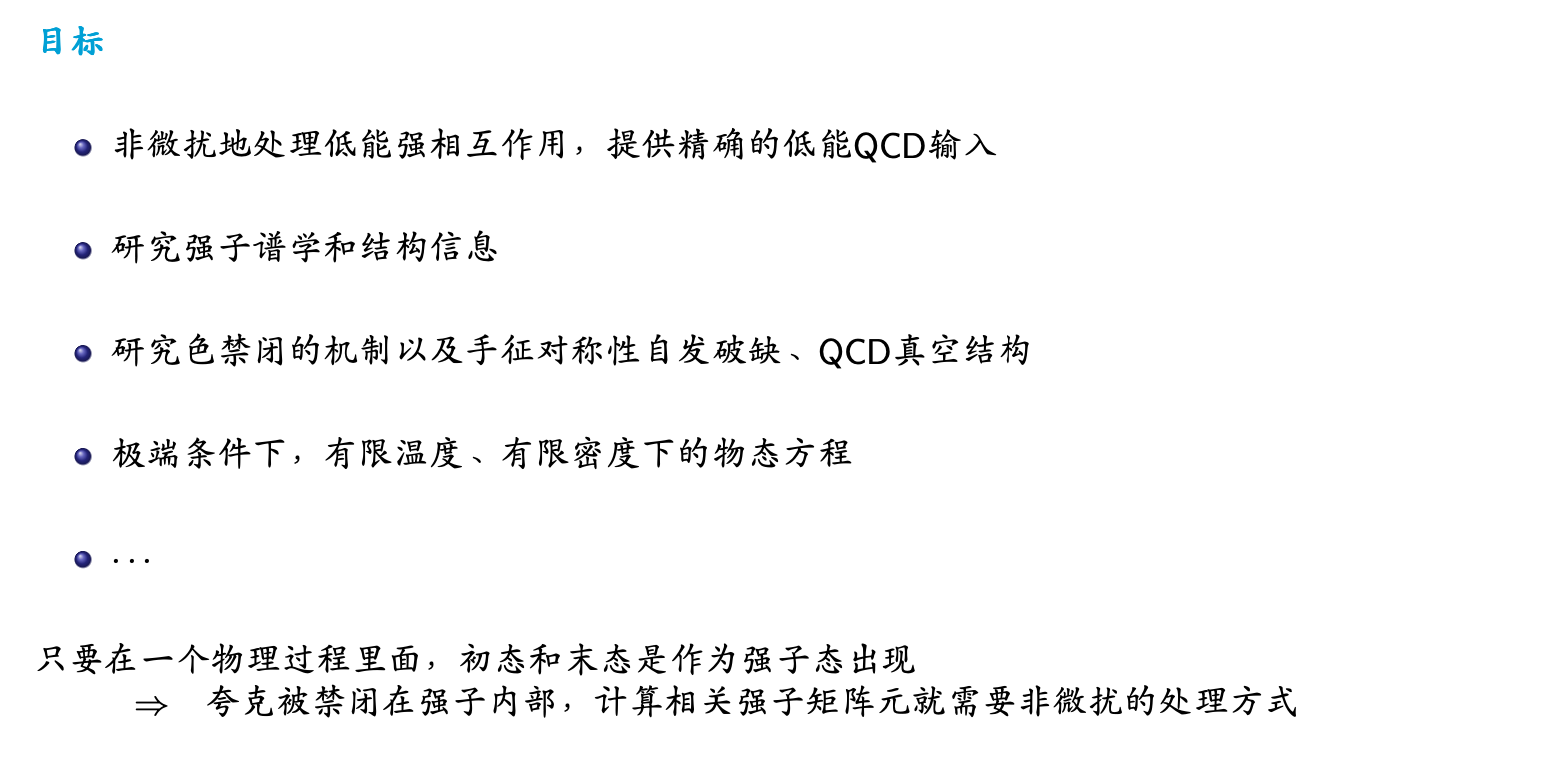 目标
非微扰地处理低能强相互作用，提供精确的低能QCD输入
研究强子谱学和结构信息
研究色禁闭的机制以及手征对称性自发破缺、QCD真空结构
极端条件下，有限温度、有限密度下的物态方程
...
只要在一个物理过程里面，初态和末态是作为强子态出现
⇒ 夸克被禁闭在强子内部，计算相关强子矩阵元就需要非微扰的处理方式